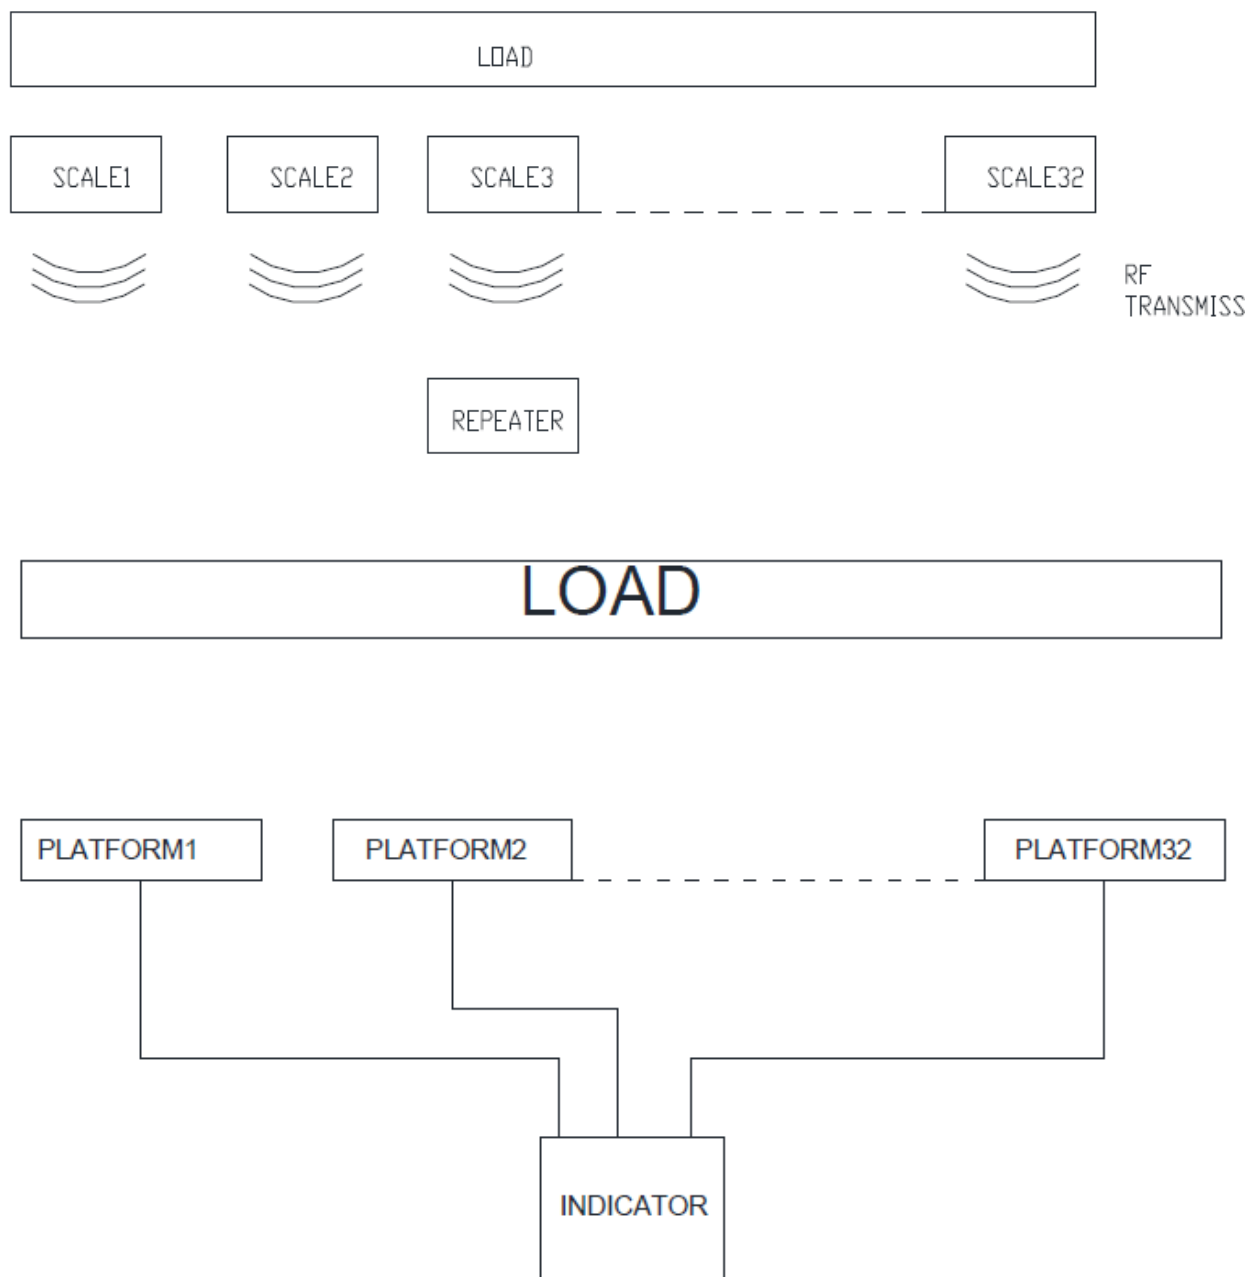 LOAD
SCALE1
SCALE2
SCALE3
SCALE32
RF
TRANSMISS
REPEATER
LOAD
PLATFORM1
PLATFORM2
PLATFORM32
INDICATOR